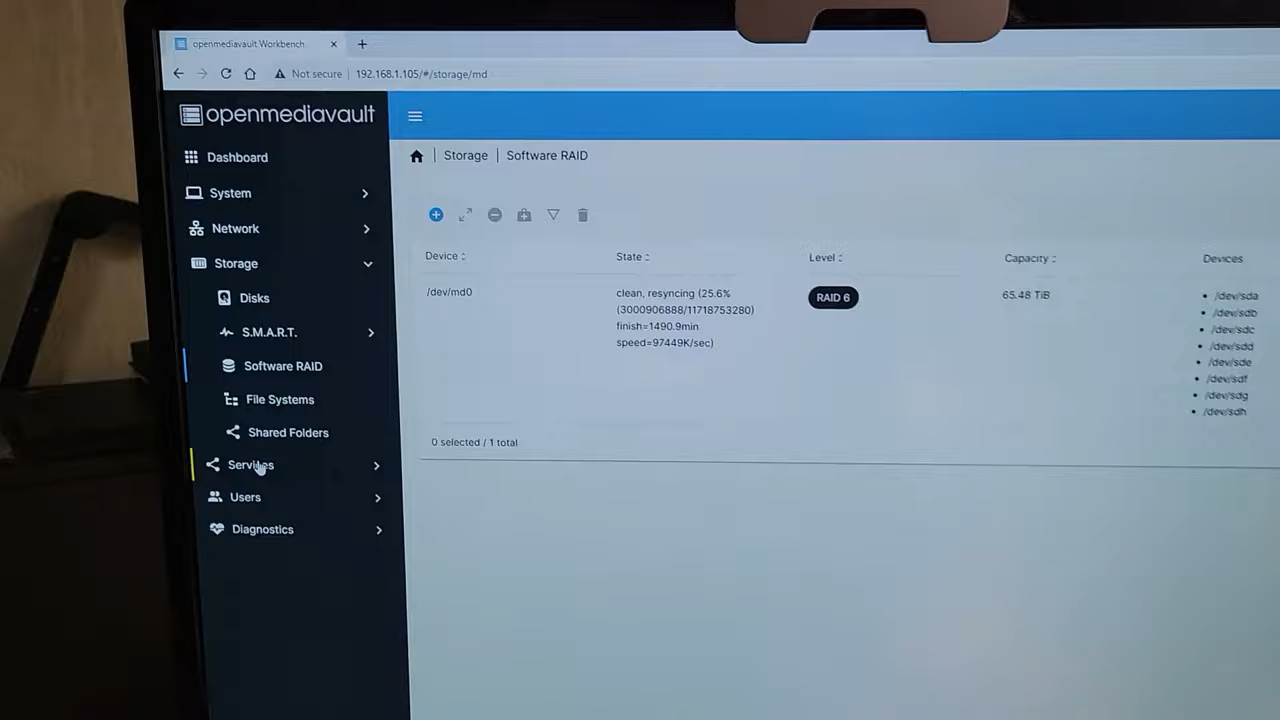 openmediavault Workbench
Not secure | 192.168.1.105/#/storage/md
openmediavault
Dashboard
System
Network
Storage
Disks
S.M.A.R.T.
Software RAID
File Systems
Shared Folders
Services
Users
Diagnostics
Storage | Software RAID
Device State Level Capacity Devices
/dev/md0
clean, resyncing (25.6%
(3000906888/11718753280)
finish=1490.9min
speed=97449K/sec)
RAID 6
65.48 TiB
/dev/sda
/dev/sdb
/dev/sdc
/dev/sdd
/dev/sde
/dev/sdf
/dev/sdg
/dev/sdh
0 selected / 1 total